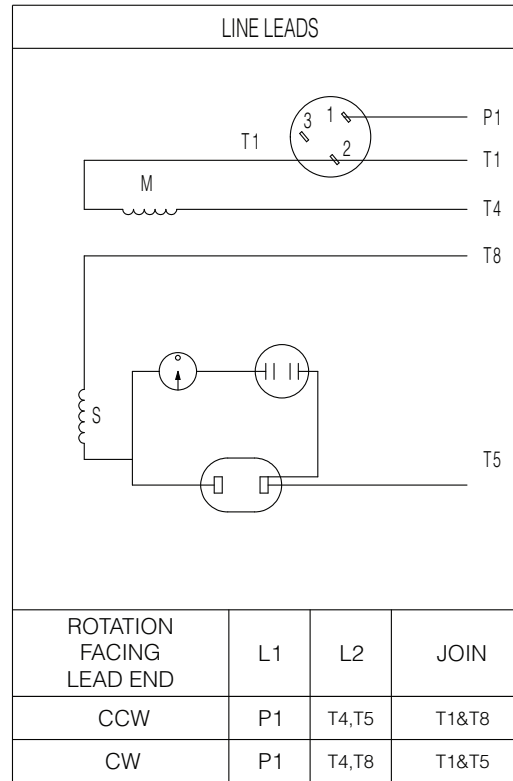 LINE LEADS
P1
3 1
T1 2 T1
M
T4
T8
S
T5
ROTATION
FACING
LEAD END
L1 L2 JOIN
CCW P1 T4,T5 T1&T8
CW P1 T4,T8 T1&T5